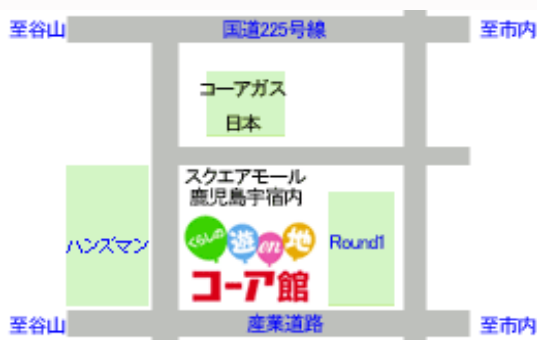 至谷山
国道225号線
至市内
コーアガス
日本
スクエアモール
鹿児島宇宿内
くらしの遊en地
コーア館
ハンズマン
Round1
至谷山
産業道路
至市内